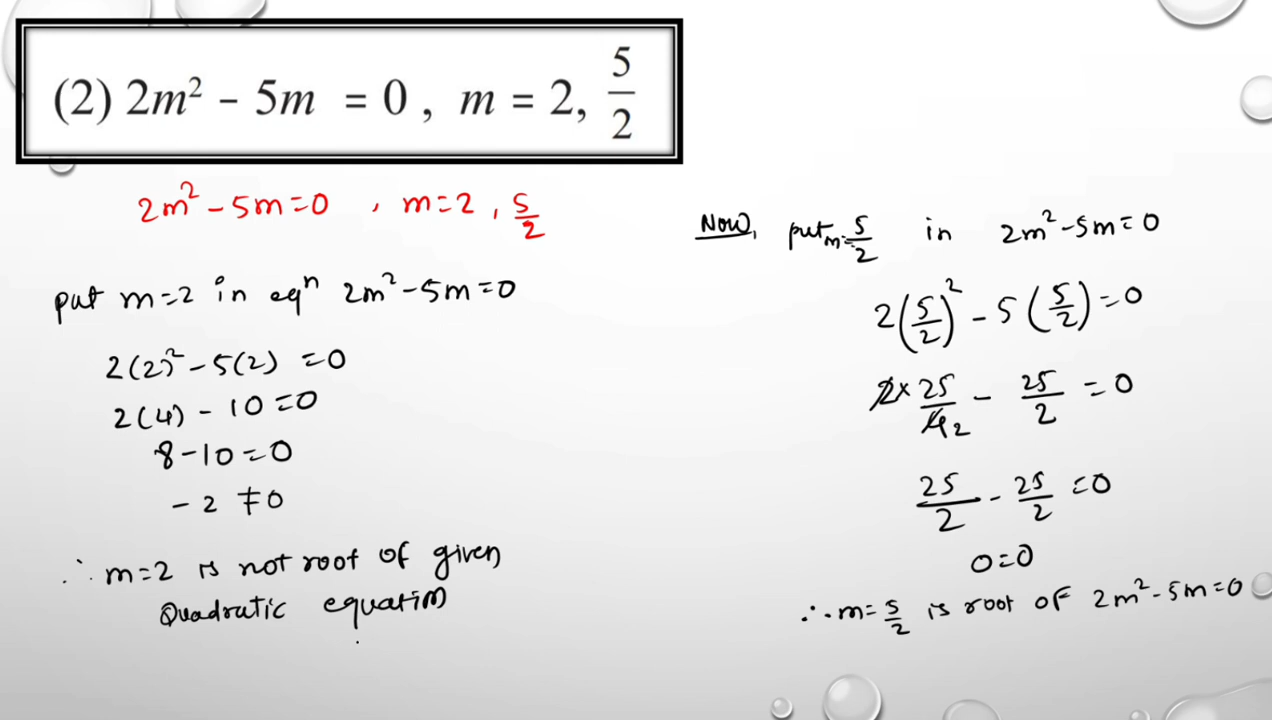 (2) 2m² - 5m = 0 , m = 2, 5/2
2m² - 5m = 0 , m = 2 , 5/2
put m = 2 in eqⁿ 2m² - 5m = 0
2(2)² - 5(2) = 0
2(4) - 10 = 0
8 - 10 = 0
- 2 ≠ 0
∴ m = 2 is not root of given
Quadratic equation
Now, put m = 5/2 in 2m² - 5m = 0
2(5/2)² - 5(5/2) = 0
2 × 25/4 2 - 25/2 = 0
25/2 - 25/2 = 0
0 = 0
∴ m = 5/2 is root of 2m² - 5m = 0